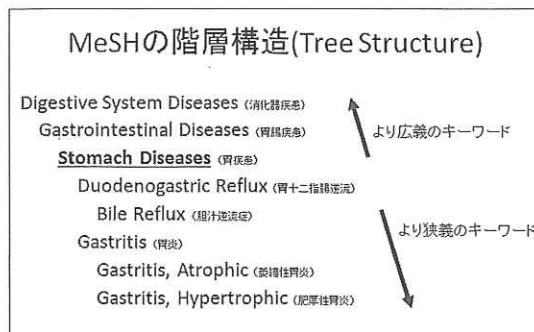 MeSHの階層構造(Tree Structure)
Digestive System Diseases (消化器疾患)
Gastrointestinal Diseases (胃腸疾患)
より広義のキーワード
Stomach Diseases (胃疾患)
Duodenogastric Reflux (胃十二指腸逆流)
Bile Reflux (胆汁逆流症)
より狭義のキーワード
Gastritis (胃炎)
Gastritis, Atrophic (萎縮性胃炎)
Gastritis, Hypertrophic (肥厚性胃炎)